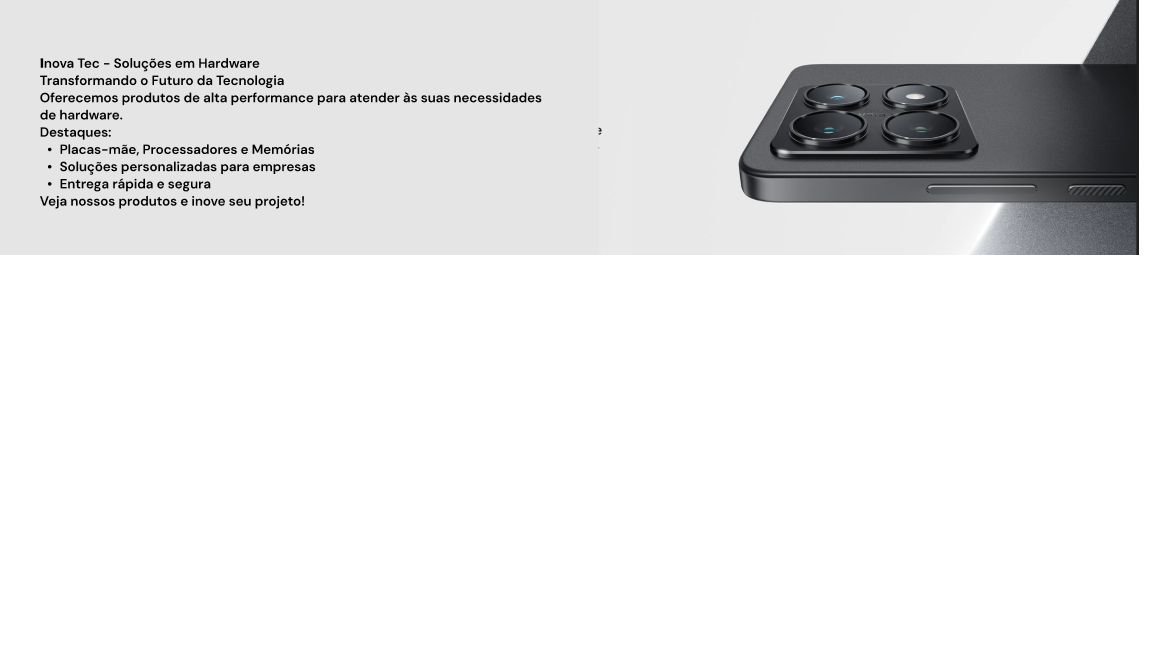 Inova Tec - Soluções em Hardware
Transformando o Futuro da Tecnologia
Oferecemos produtos de alta performance para atender às suas necessidades
de hardware.
Destaques:
• Placas-mãe, Processadores e Memórias
• Soluções personalizadas para empresas
• Entrega rápida e segura
Veja nossos produtos e inove seu projeto!